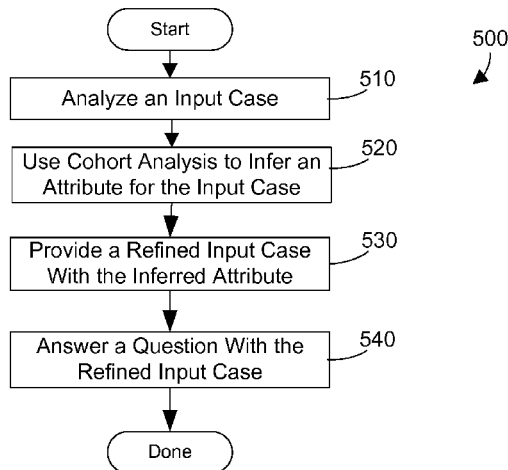 Start
500
Analyze an Input Case
510
Use Cohort Analysis to Infer an
Attribute for the Input Case
520
Provide a Refined Input Case
With the Inferred Attribute
530
Answer a Question With the
Refined Input Case
540
Done